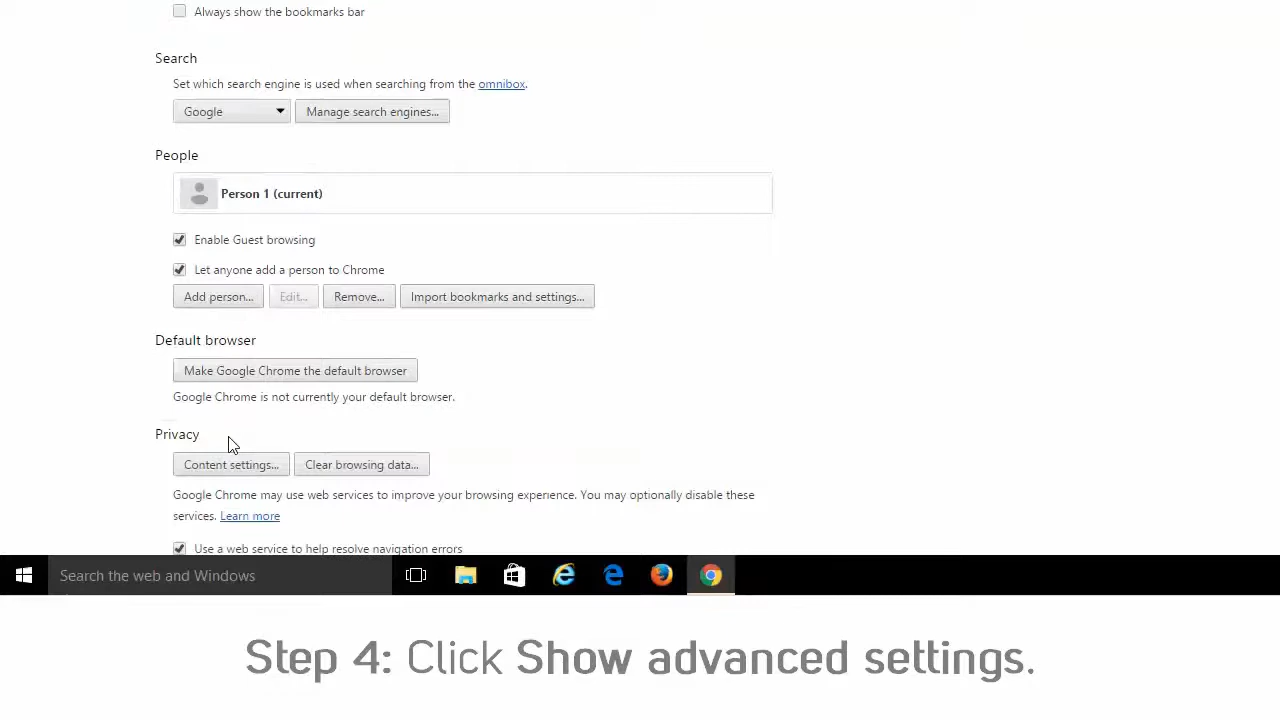 Always show the bookmarks bar
Search
Set which search engine is used when searching from the omnibox.
Google Manage search engines...
People
Person 1 (current)
Enable Guest browsing
Let anyone add a person to Chrome
Add person... Edit... Remove... Import bookmarks and settings...
Default browser
Make Google Chrome the default browser
Google Chrome is not currently your default browser.
Privacy
Content settings... Clear browsing data...
Google Chrome may use web services to improve your browsing experience. You may optionally disable these
services. Learn more
Use a web service to help resolve navigation errors
Search the web and Windows
Step 4: Click Show advanced settings.